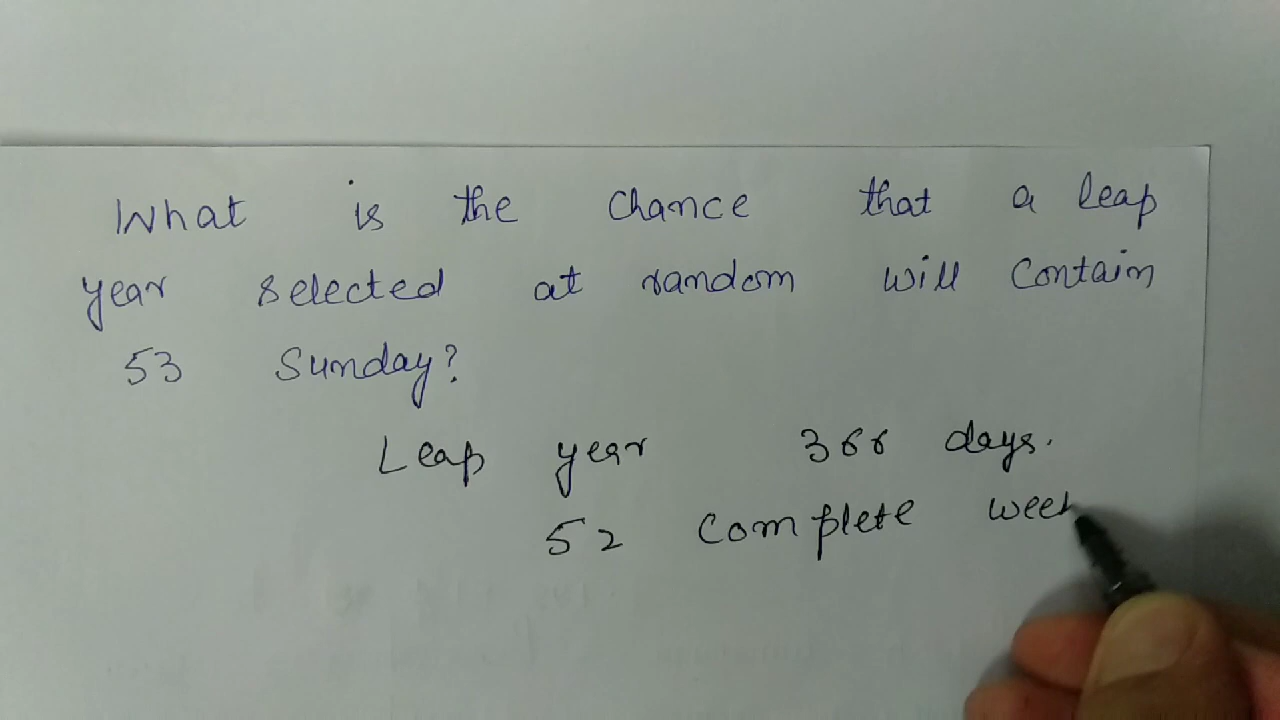 What is the chance that a leap
year selected at random will contain
53 Sunday?
Leap year 366 days.
52 complete week